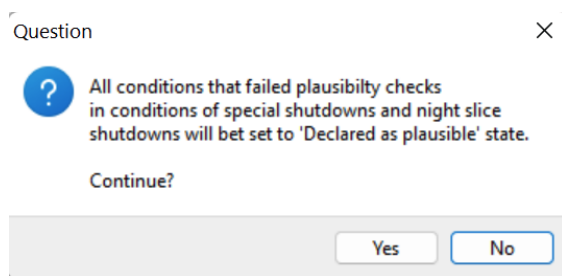 Question
?
All conditions that failed plausibilty checks
in conditions of special shutdowns and night slice
shutdowns will bet set to 'Declared as plausible' state.
Continue?
Yes
No